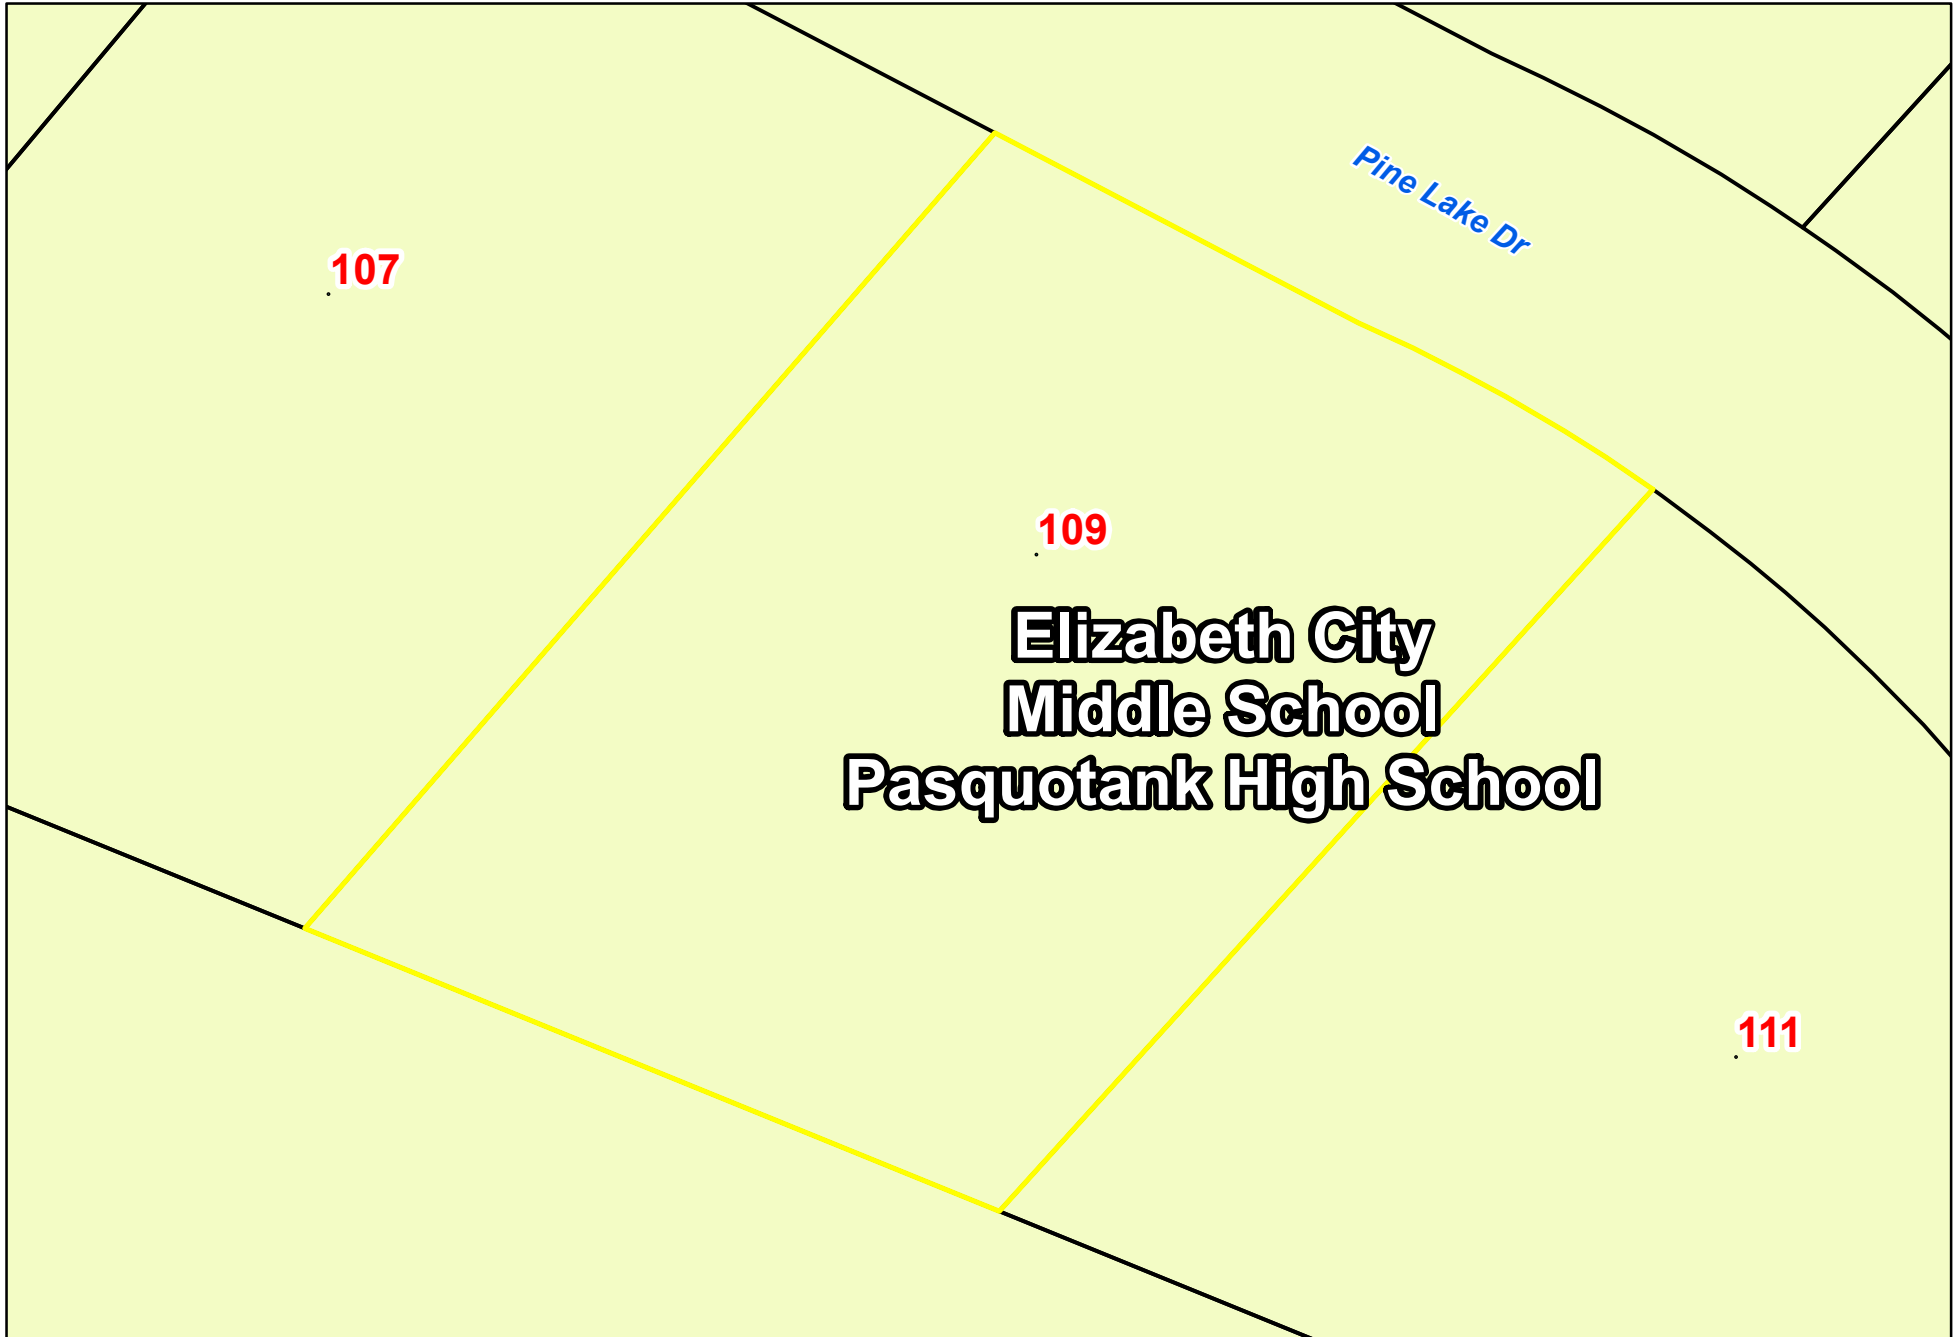 Pine Lake Dr
107
109
Elizabeth City
Middle School
Pasquotank High School
111